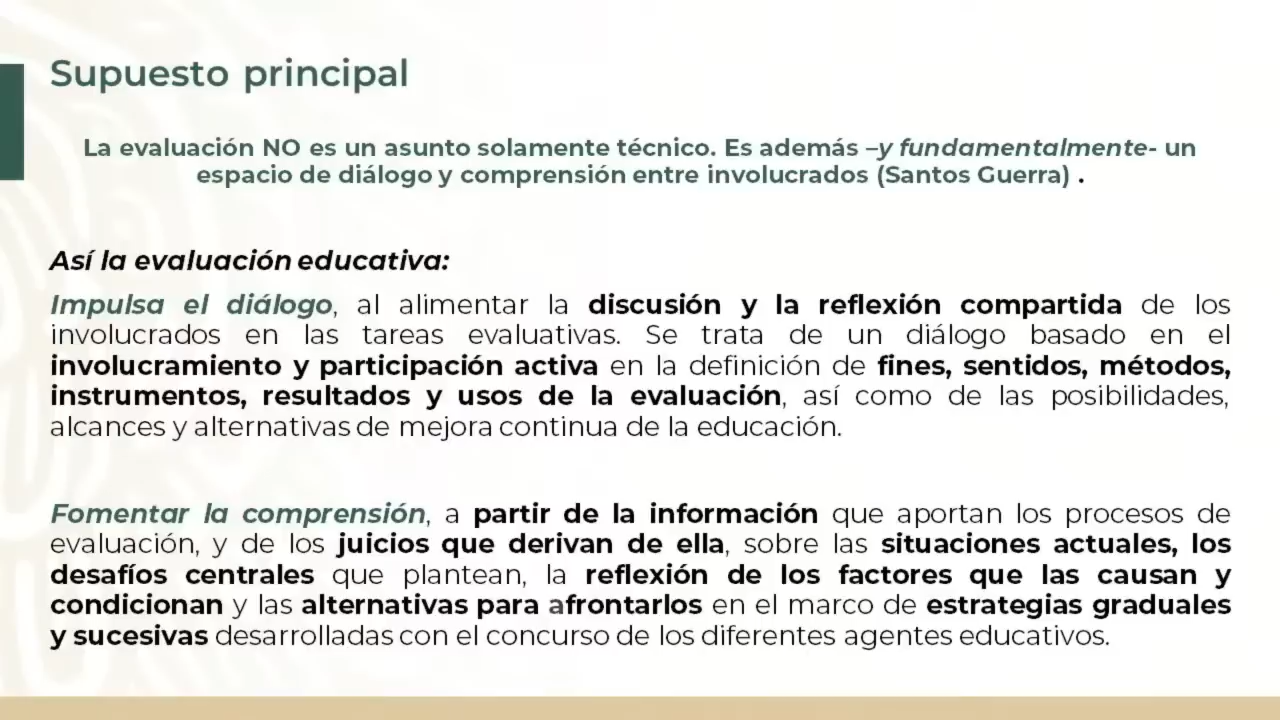 Supuesto principal
La evaluación NO es un asunto solamente técnico. Es además –y fundamentalmente- un
espacio de diálogo y comprensión entre involucrados (Santos Guerra) .
Así la evaluación educativa:
Impulsa el diálogo, al alimentar la discusión y la reflexión compartida de los
involucrados en las tareas evaluativas. Se trata de un diálogo basado en el
involucramiento y participación activa en la definición de fines, sentidos, métodos,
instrumentos, resultados y usos de la evaluación, así como de las posibilidades,
alcances y alternativas de mejora continua de la educación.
Fomentar la comprensión, a partir de la información que aportan los procesos de
evaluación, y de los juicios que derivan de ella, sobre las situaciones actuales, los
desafíos centrales que plantean, la reflexión de los factores que las causan y
condicionan y las alternativas para afrontarlos en el marco de estrategias graduales
y sucesivas desarrolladas con el concurso de los diferentes agentes educativos.